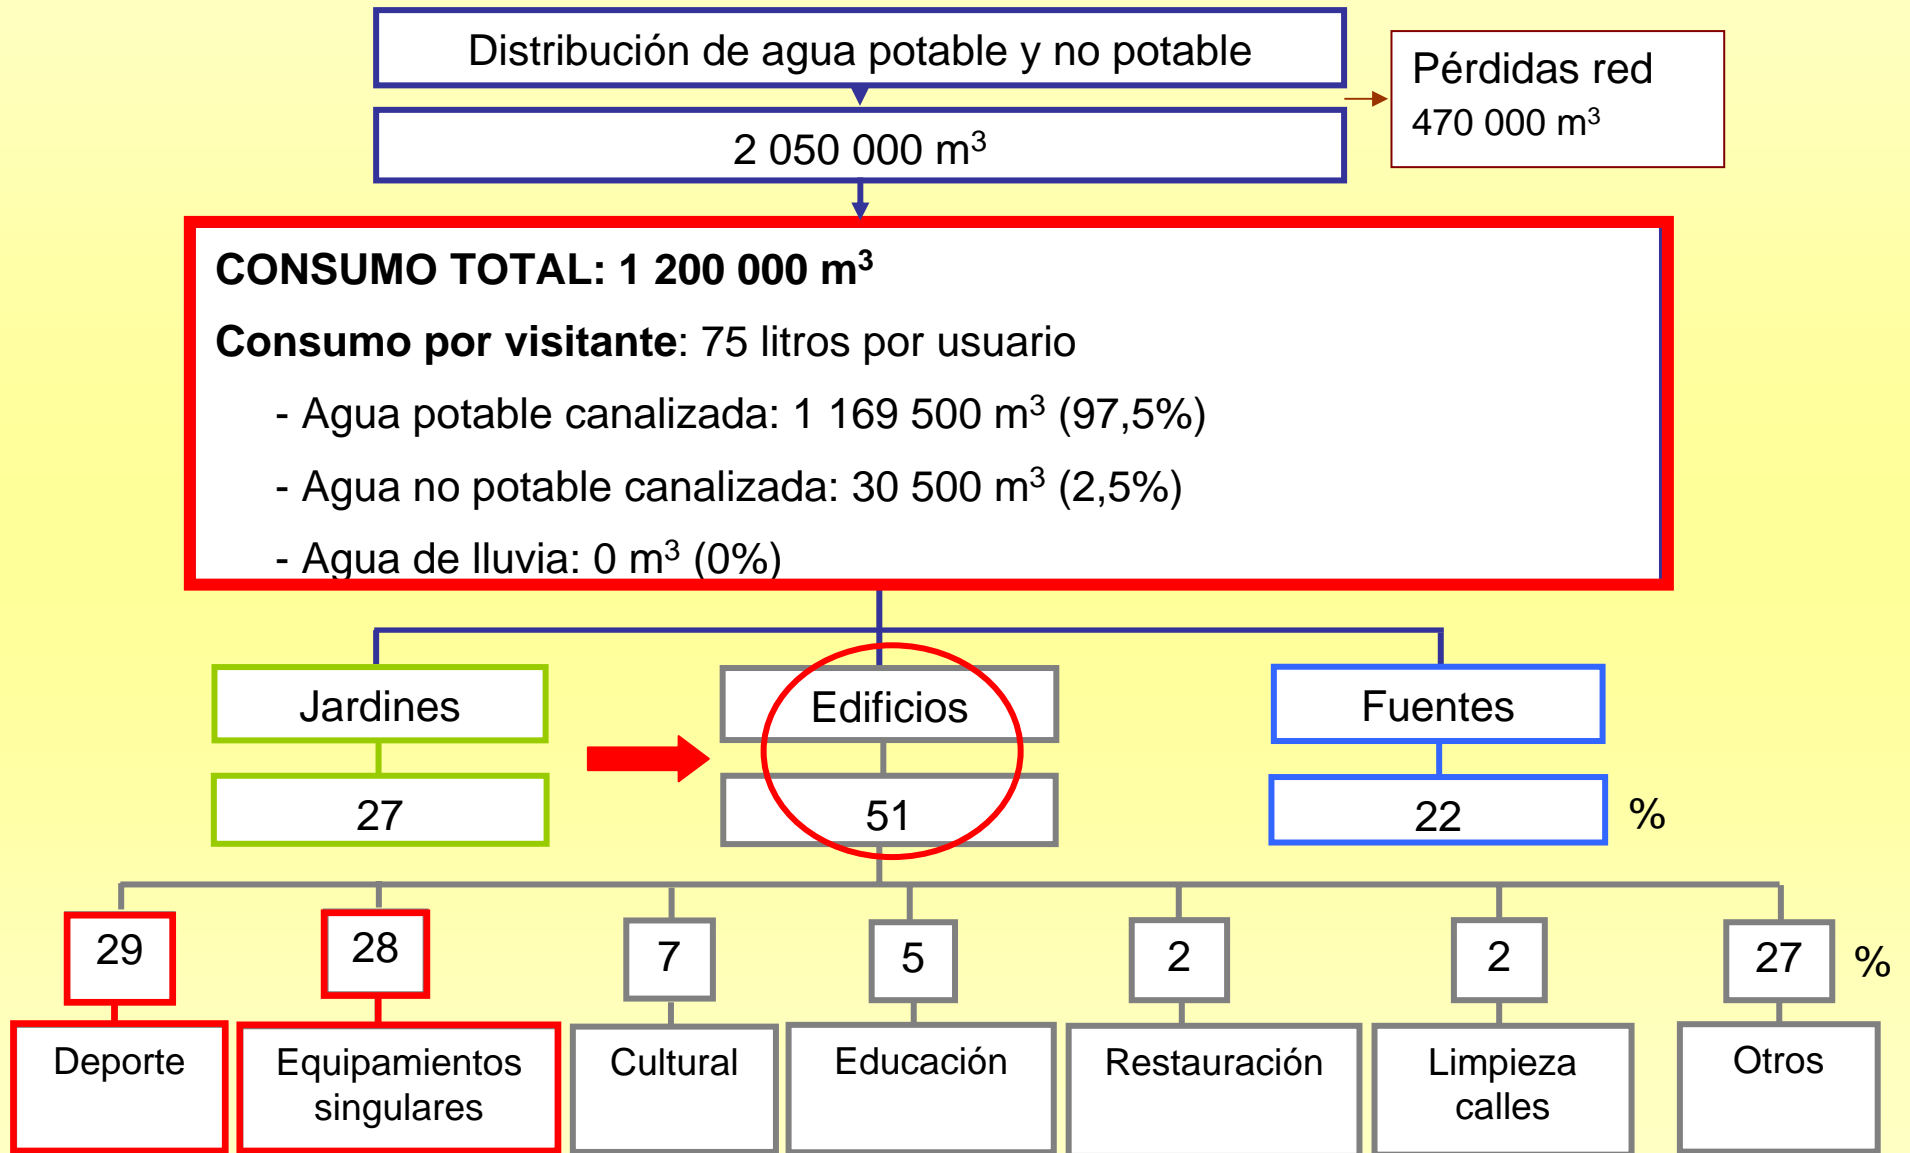 Distribución de agua potable y no potable
Pérdidas red
470 000 m³
2 050 000 m³
CONSUMO TOTAL: 1 200 000 m³
Consumo por visitante: 75 litros por usuario
- Agua potable canalizada: 1 169 500 m³ (97,5%)
- Agua no potable canalizada: 30 500 m³ (2,5%)
- Agua de lluvia: 0 m³ (0%)
Jardines
Edificios
Fuentes
27
51
22
%
29
28
7
5
2
2
27
%
Deporte
Equipamientos
singulares
Cultural
Educación
Restauración
Limpieza
calles
Otros